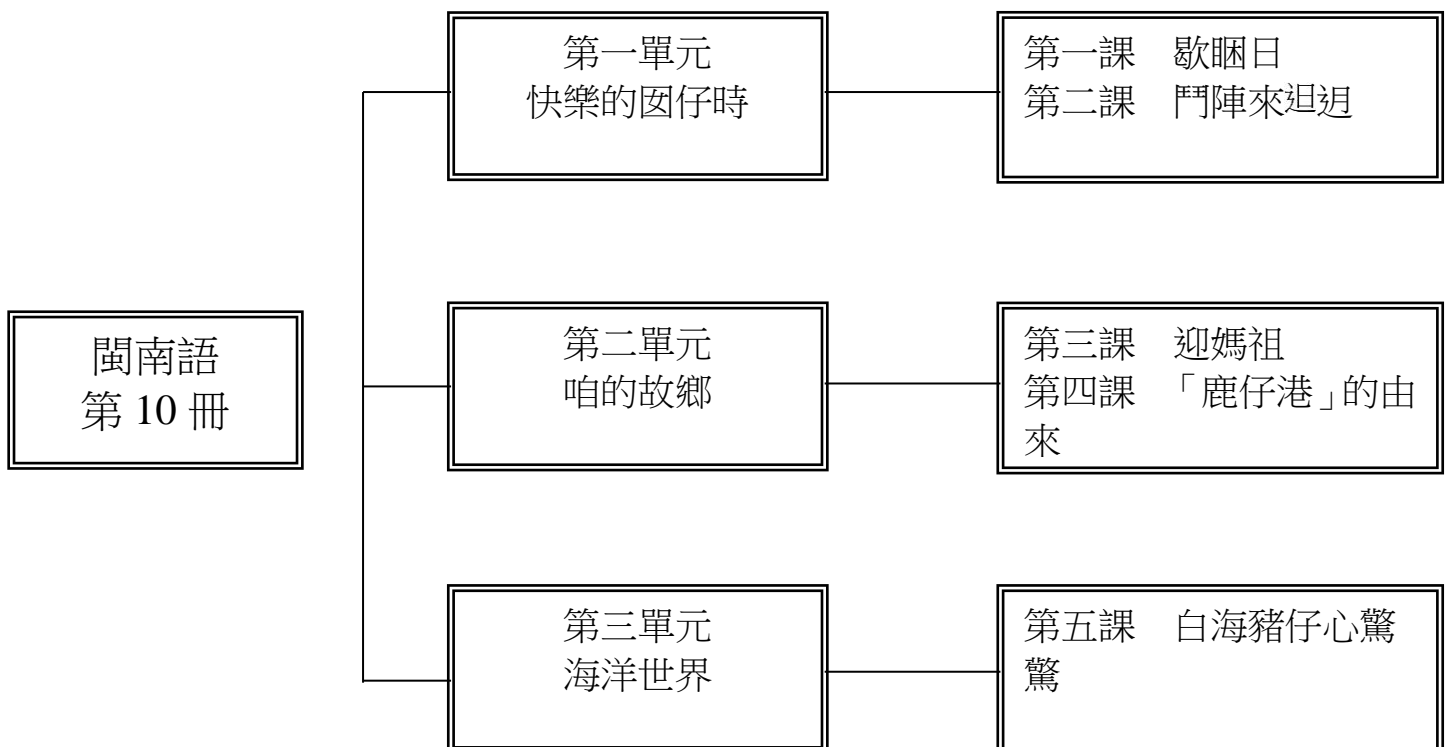 閩南語
第 10 冊
第一單元
快樂的囡仔時
第一課　歇睏日
第二課　鬥陣來𨑨迌
第二單元
咱的故鄉
第三課　迎媽祖
第四課　「鹿仔港」的由
來
第三單元
海洋世界
第五課　白海豬仔心驚
驚